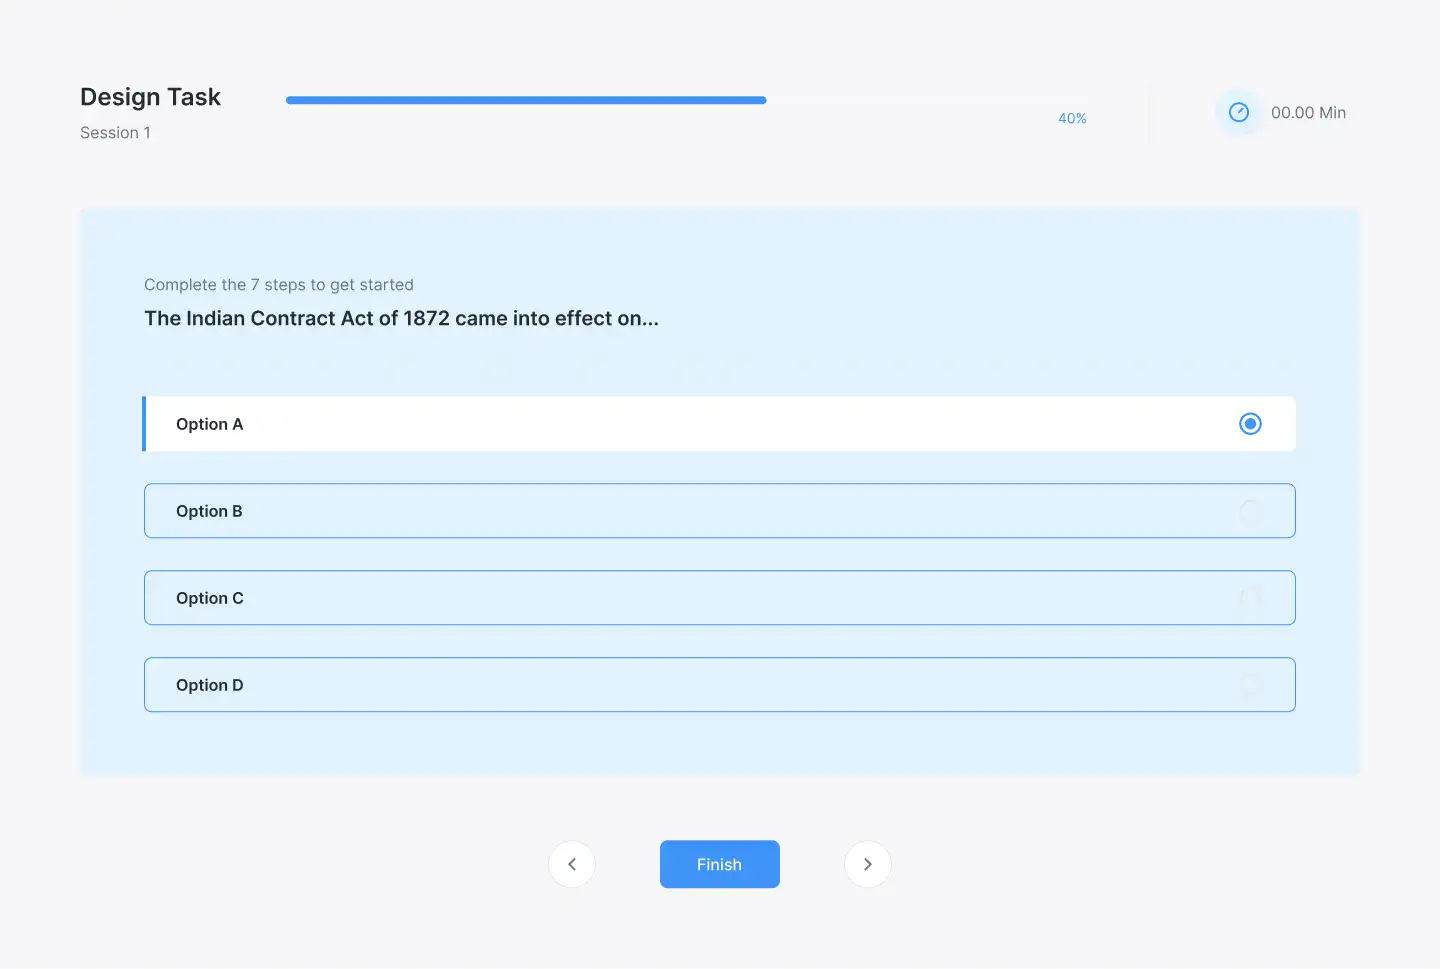 Design Task
Session 1
40%
00.00 Min
Complete the 7 steps to get started
The Indian Contract Act of 1872 came into effect on...
Option A
Option B
Option C
Option D
Finish